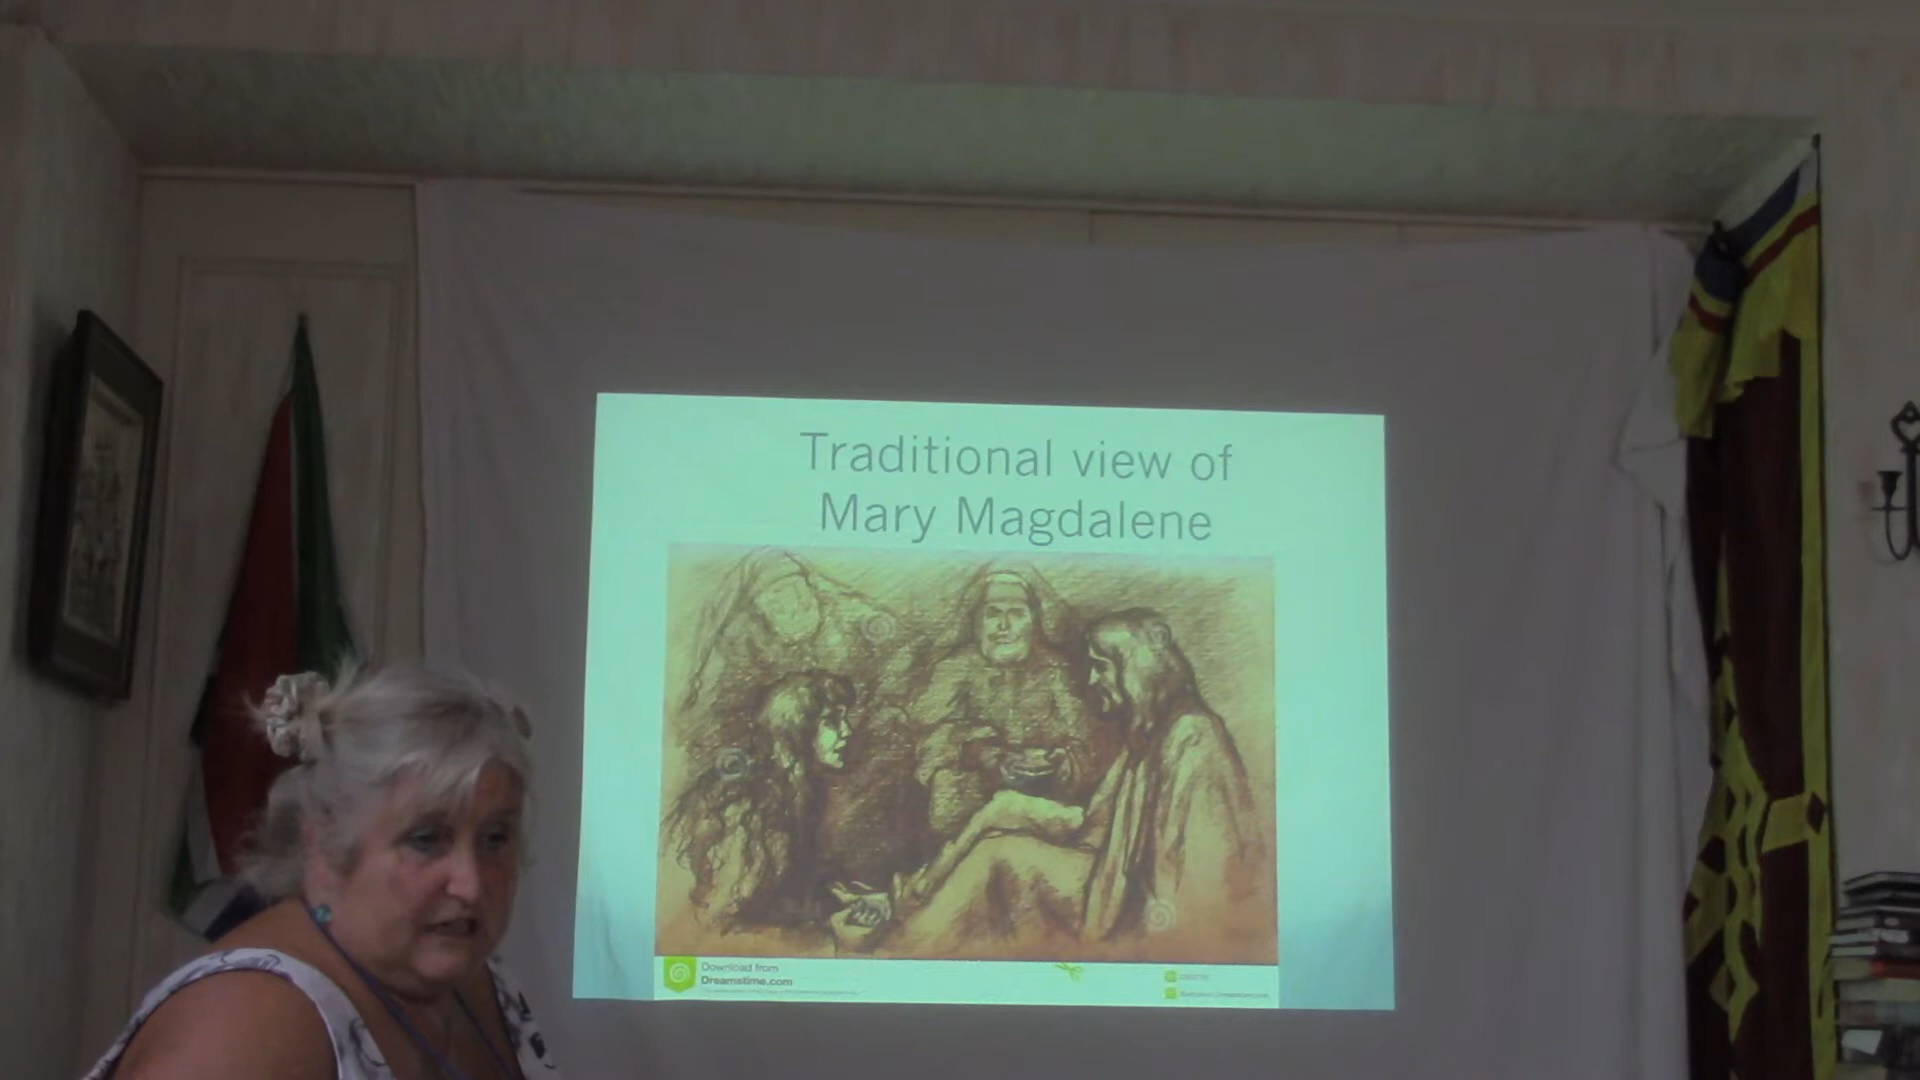 Traditional view of
Mary Magdalene
Download from
Dreamstime.com